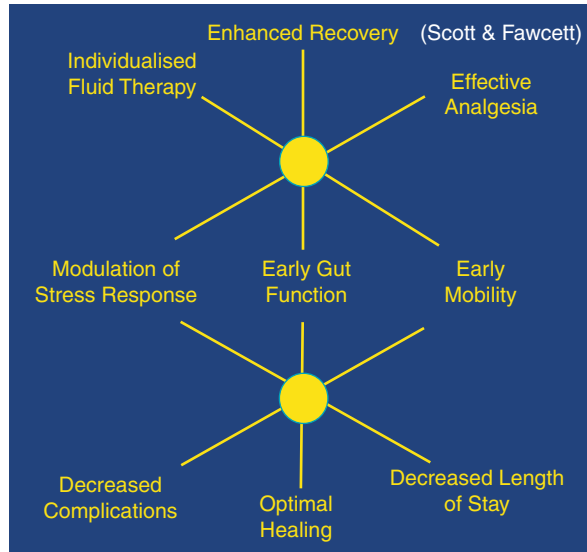 Enhanced Recovery (Scott & Fawcett)
Individualised
Fluid Therapy
Effective
Analgesia
Modulation of
Stress Response
Early Gut
Function
Early
Mobility
Decreased
Complications
Optimal
Healing
Decreased Length
of Stay